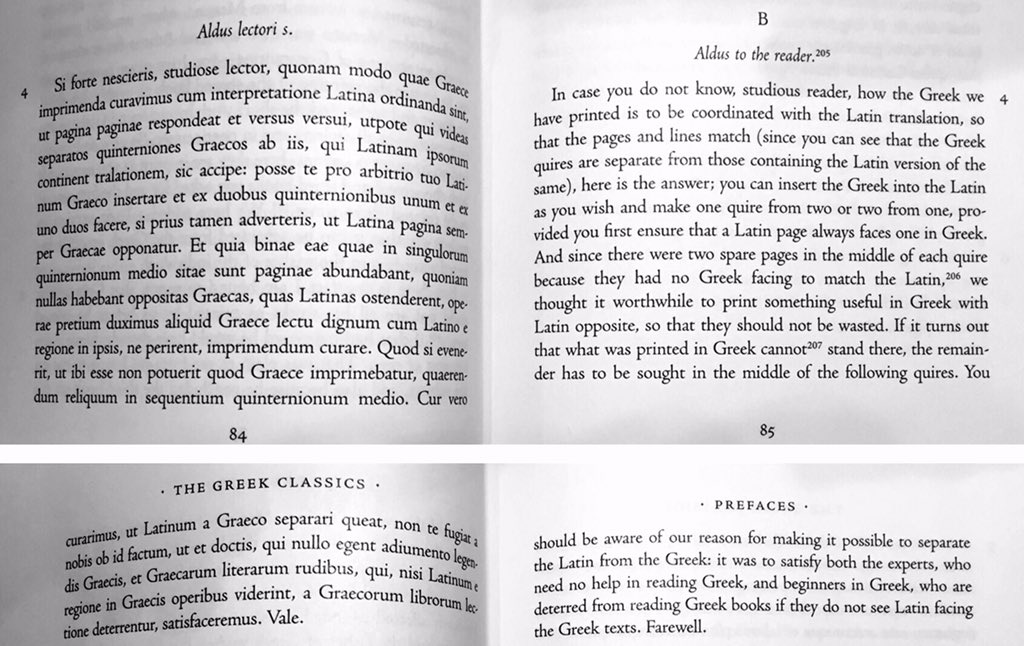 Aldus lectori s.
4
Si forte nescieris, studiose lector, quonam modo quae Graece
imprimenda curavimus cum interpretatione Latina ordinanda sint,
ut pagina paginae respondeat et versus versui, utpote qui videas
separatos quinterniones Graecos ab iis, qui Latinam ipsorum
continent tralationem, sic accipe: posse te pro arbitrio tuo Lati-
num Graeco insertare et ex duobus quinternionibus unum et ex
uno duos facere, si prius tamen adverteris, ut Latina pagina sem-
per Graecae opponatur. Et quia binae eae quae in singulorum
quinternionum medio sitae sunt paginae abundabant, quoniam
nullas habebant oppositas Graecas, quas Latinas ostenderent, ope-
rae pretium duximus aliquid Graece lectu dignum cum Latino e
regione in ipsis, ne perirent, imprimendum curare. Quod si evene-
rit, ut ibi esse non potuerit quod Graece imprimebatur, quaeren-
dum reliquum in sequentium quinternionum medio. Cur vero
84
B
Aldus to the reader.205
In case you do not know, studious reader, how the Greek we
4
have printed is to be coordinated with the Latin translation, so
that the pages and lines match (since you can see that the Greek
quires are separate from those containing the Latin version of the
same), here is the answer; you can insert the Greek into the Latin
as you wish and make one quire from two or two from one, pro-
vided you first ensure that a Latin page always faces one in Greek.
And since there were two spare pages in the middle of each quire
because they had no Greek facing to match the Latin,206 we
thought it worthwhile to print something useful in Greek with
Latin opposite, so that they should not be wasted. If it turns out
that what was printed in Greek cannot207 stand there, the remain-
der has to be sought in the middle of the following quires. You
85
· THE GREEK CLASSICS ·
curarimus, ut Latinum a Graeco separari queat, non te fugiat a
nobis ob id factum, ut et doctis, qui nullo egent adiumento legen-
dis Graecis, et Graecarum literarum rudibus, qui, nisi Latinum e
regione in Graecis operibus viderint, a Graecorum librorum lec-
tione deterrentur, satisfaceremus. Vale.
· PREFACES ·
should be aware of our reason for making it possible to separate
the Latin from the Greek: it was to satisfy both the experts, who
need no help in reading Greek, and beginners in Greek, who are
deterred from reading Greek books if they do not see Latin facing
the Greek texts. Farewell.